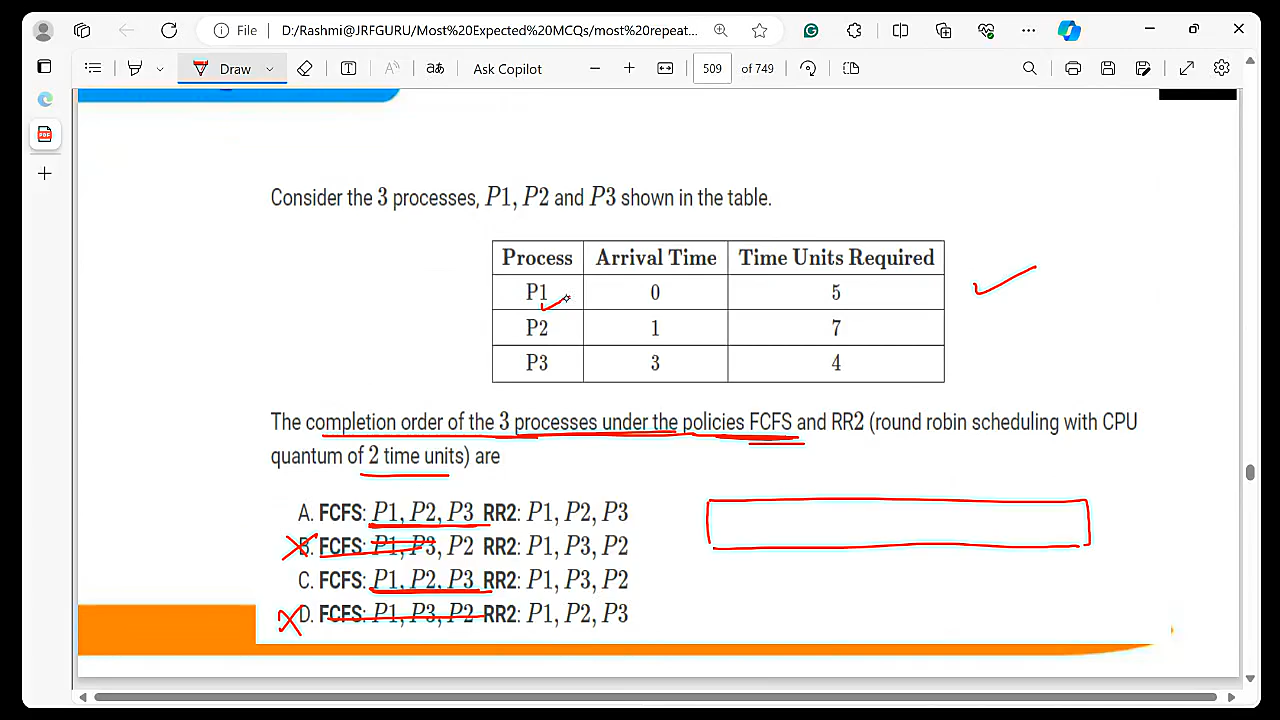 File D:/Rashmi@JRFGURU/Most%20Expected%20MCQs/most%20repeat...
Draw Ask Copilot 509 of 749
Consider the 3 processes, P1, P2 and P3 shown in the table.
Process Arrival Time Time Units Required
P1 0 5
P2 1 7
P3 3 4
The completion order of the 3 processes under the policies FCFS and RR2 (round robin scheduling with CPU
quantum of 2 time units) are
A. FCFS: P1, P2, P3 RR2: P1, P2, P3
B. FCFS: P1, P3, P2 RR2: P1, P3, P2
C. FCFS: P1, P2, P3 RR2: P1, P3, P2
D. FCFS: P1, P3, P2 RR2: P1, P2, P3